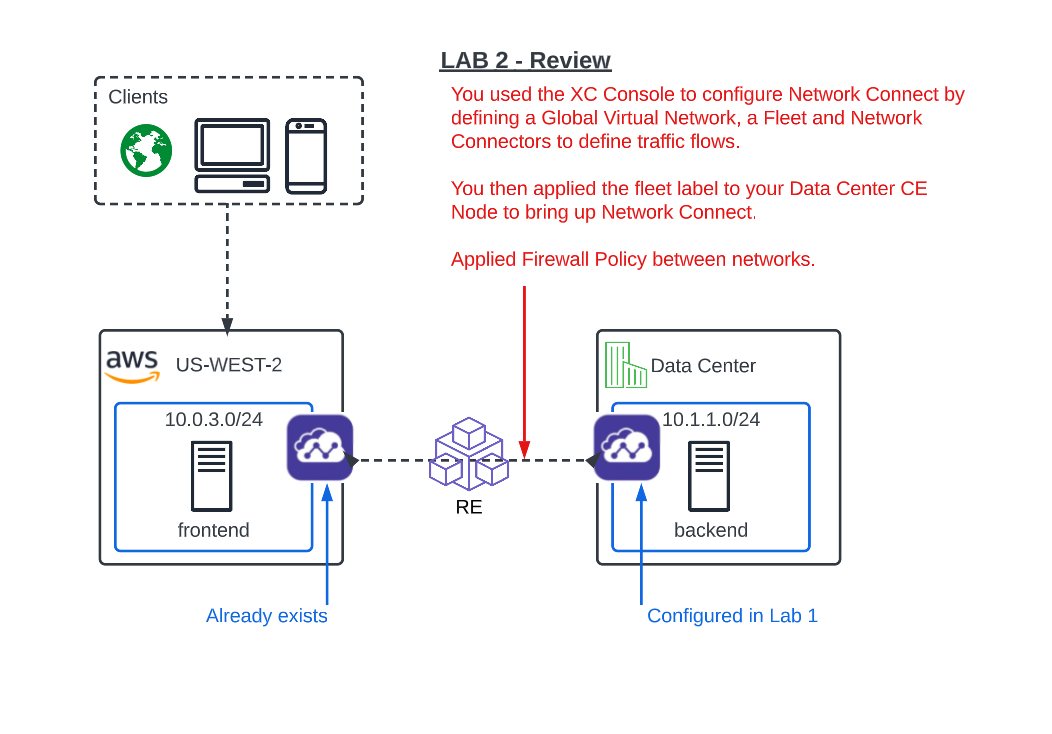 LAB 2 - Review
You used the XC Console to configure Network Connect by
defining a Global Virtual Network, a Fleet and Network
Connectors to define traffic flows.
You then applied the fleet label to your Data Center CE
Node to bring up Network Connect.
Applied Firewall Policy between networks.
Clients
aws
US-WEST-2
10.0.3.0/24
frontend
RE
Data Center
10.1.1.0/24
backend
Already exists
Configured in Lab 1